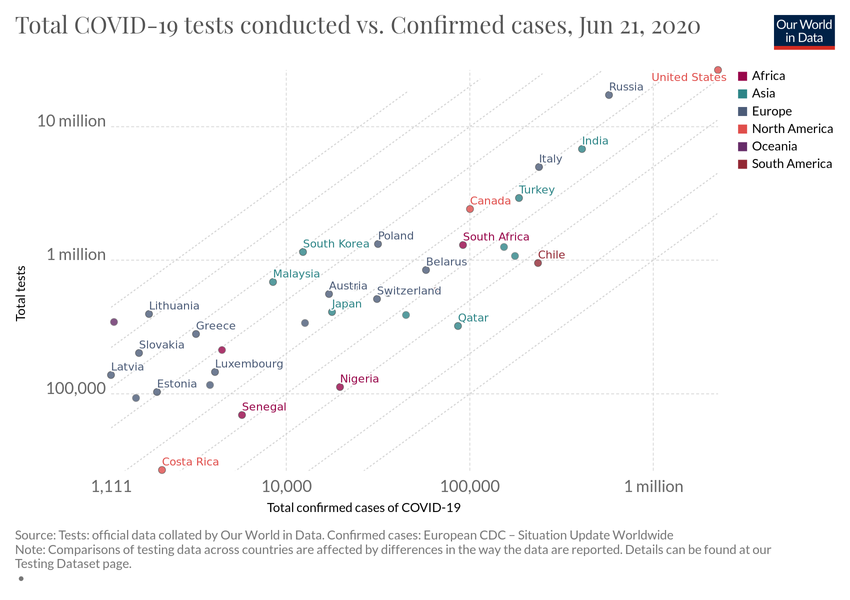 Total COVID-19 tests conducted vs. Confirmed cases, Jun 21, 2020
Our World
in Data
United States
Russia
Africa
Asia
Europe
North America
Oceania
South America
10 million
India
Italy
Turkey
Canada
South Africa
Poland
South Korea
1 million
Chile
Belarus
Malaysia
Austria
Switzerland
Total tests
Lithuania
Japan
Qatar
Greece
Slovakia
Latvia
Luxembourg
Nigeria
100,000
Estonia
Senegal
Costa Rica
1,111
10,000
100,000
1 million
Total confirmed cases of COVID-19
Source: Tests: official data collated by Our World in Data. Confirmed cases: European CDC – Situation Update Worldwide
Note: Comparisons of testing data across countries are affected by differences in the way the data are reported. Details can be found at our
Testing Dataset page.